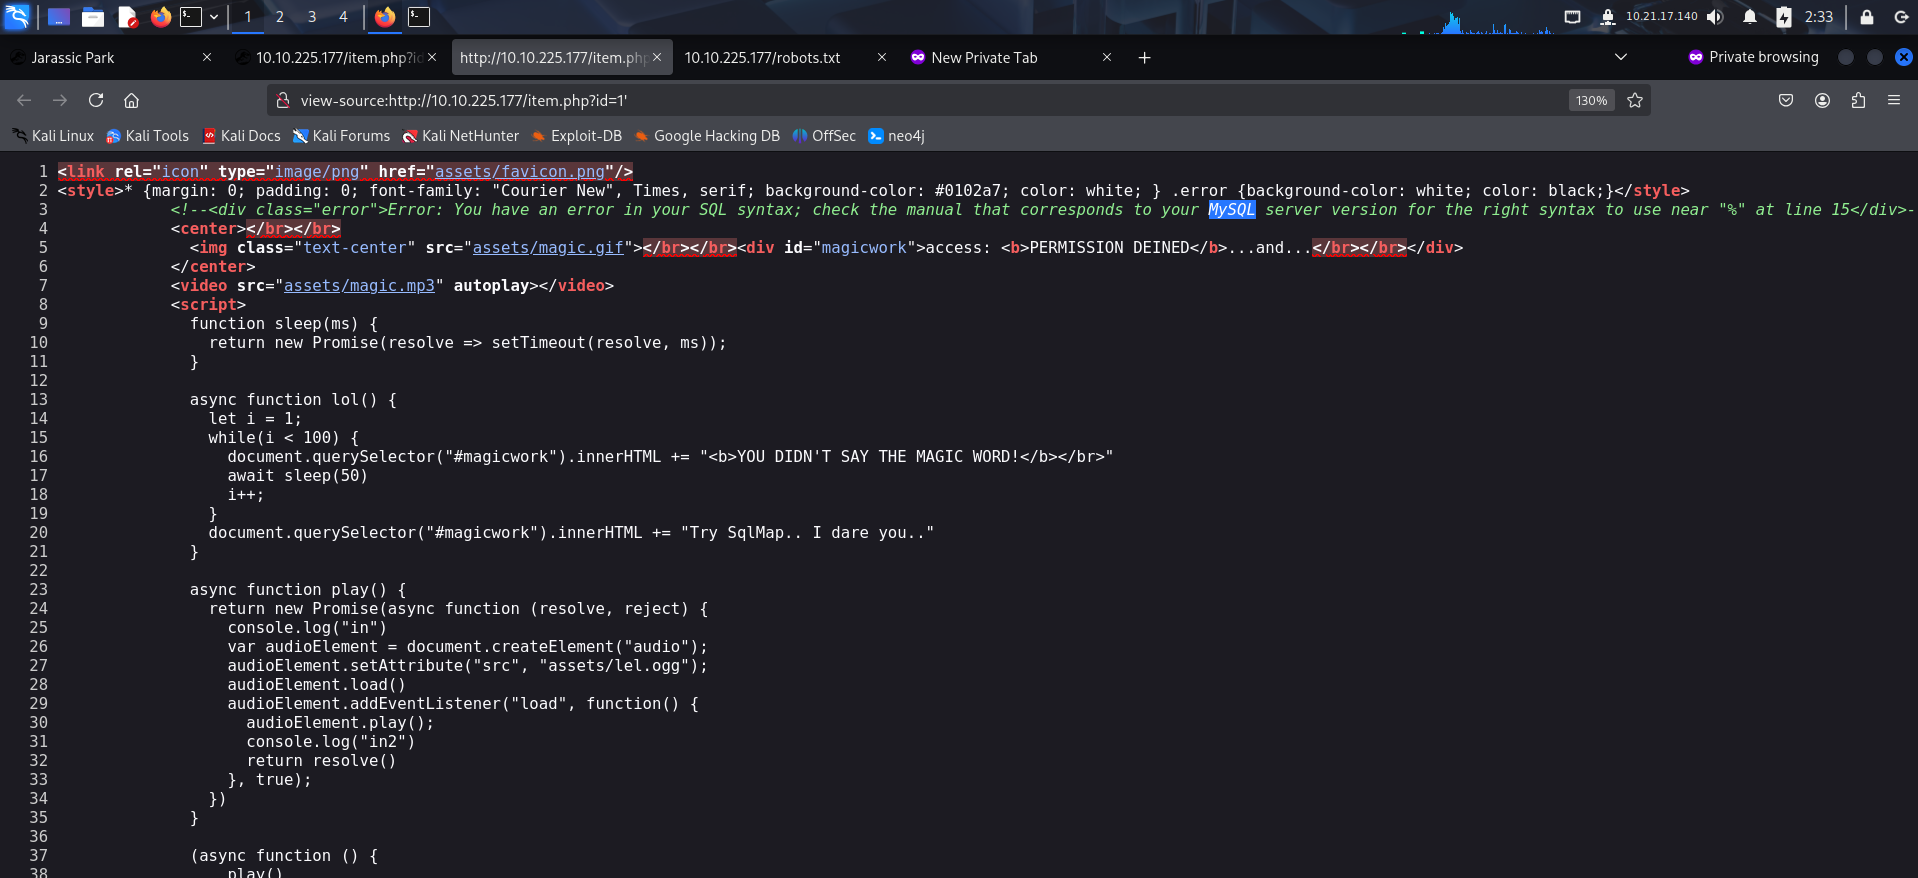 1 2 3 4 10.21.17.140 2:33
Jarassic Park 10.10.225.177/item.php?id http://10.10.225.177/item.php 10.10.225.177/robots.txt New Private Tab Private browsing
view-source:http://10.10.225.177/item.php?id=1' 130%
Kali Linux Kali Tools Kali Docs Kali Forums Kali NetHunter Exploit-DB Google Hacking DB OffSec neo4j
1 <link rel="icon" type="image/png" href="assets/favicon.png"/>
2 <style>* {margin: 0; padding: 0; font-family: "Courier New", Times, serif; background-color: #0102a7; color: white; } .error {background-color: white; color: black;}</style>
3 <!--<div class="error">Error: You have an error in your SQL syntax; check the manual that corresponds to your MySQL server version for the right syntax to use near "%" at line 15</div>-
4 <center></br></br>
5 <img class="text-center" src="assets/magic.gif"></br></br><div id="magicwork">access: <b>PERMISSION DEINED</b>...and...</br></br></div>
6 </center>
7 <video src="assets/magic.mp3" autoplay></video>
8 <script>
9 function sleep(ms) {
10 return new Promise(resolve => setTimeout(resolve, ms));
11 }
12
13 async function lol() {
14 let i = 1;
15 while(i < 100) {
16 document.querySelector("#magicwork").innerHTML += "<b>YOU DIDN'T SAY THE MAGIC WORD!</b></br>"
17 await sleep(50)
18 i++;
19 }
20 document.querySelector("#magicwork").innerHTML += "Try SqlMap.. I dare you.."
21 }
22
23 async function play() {
24 return new Promise(async function (resolve, reject) {
25 console.log("in")
26 var audioElement = document.createElement("audio");
27 audioElement.setAttribute("src", "assets/lel.ogg");
28 audioElement.load()
29 audioElement.addEventListener("load", function() {
30 audioElement.play();
31 console.log("in2")
32 return resolve()
33 }, true);
34 })
35 }
36
37 (async function () {
38 play()